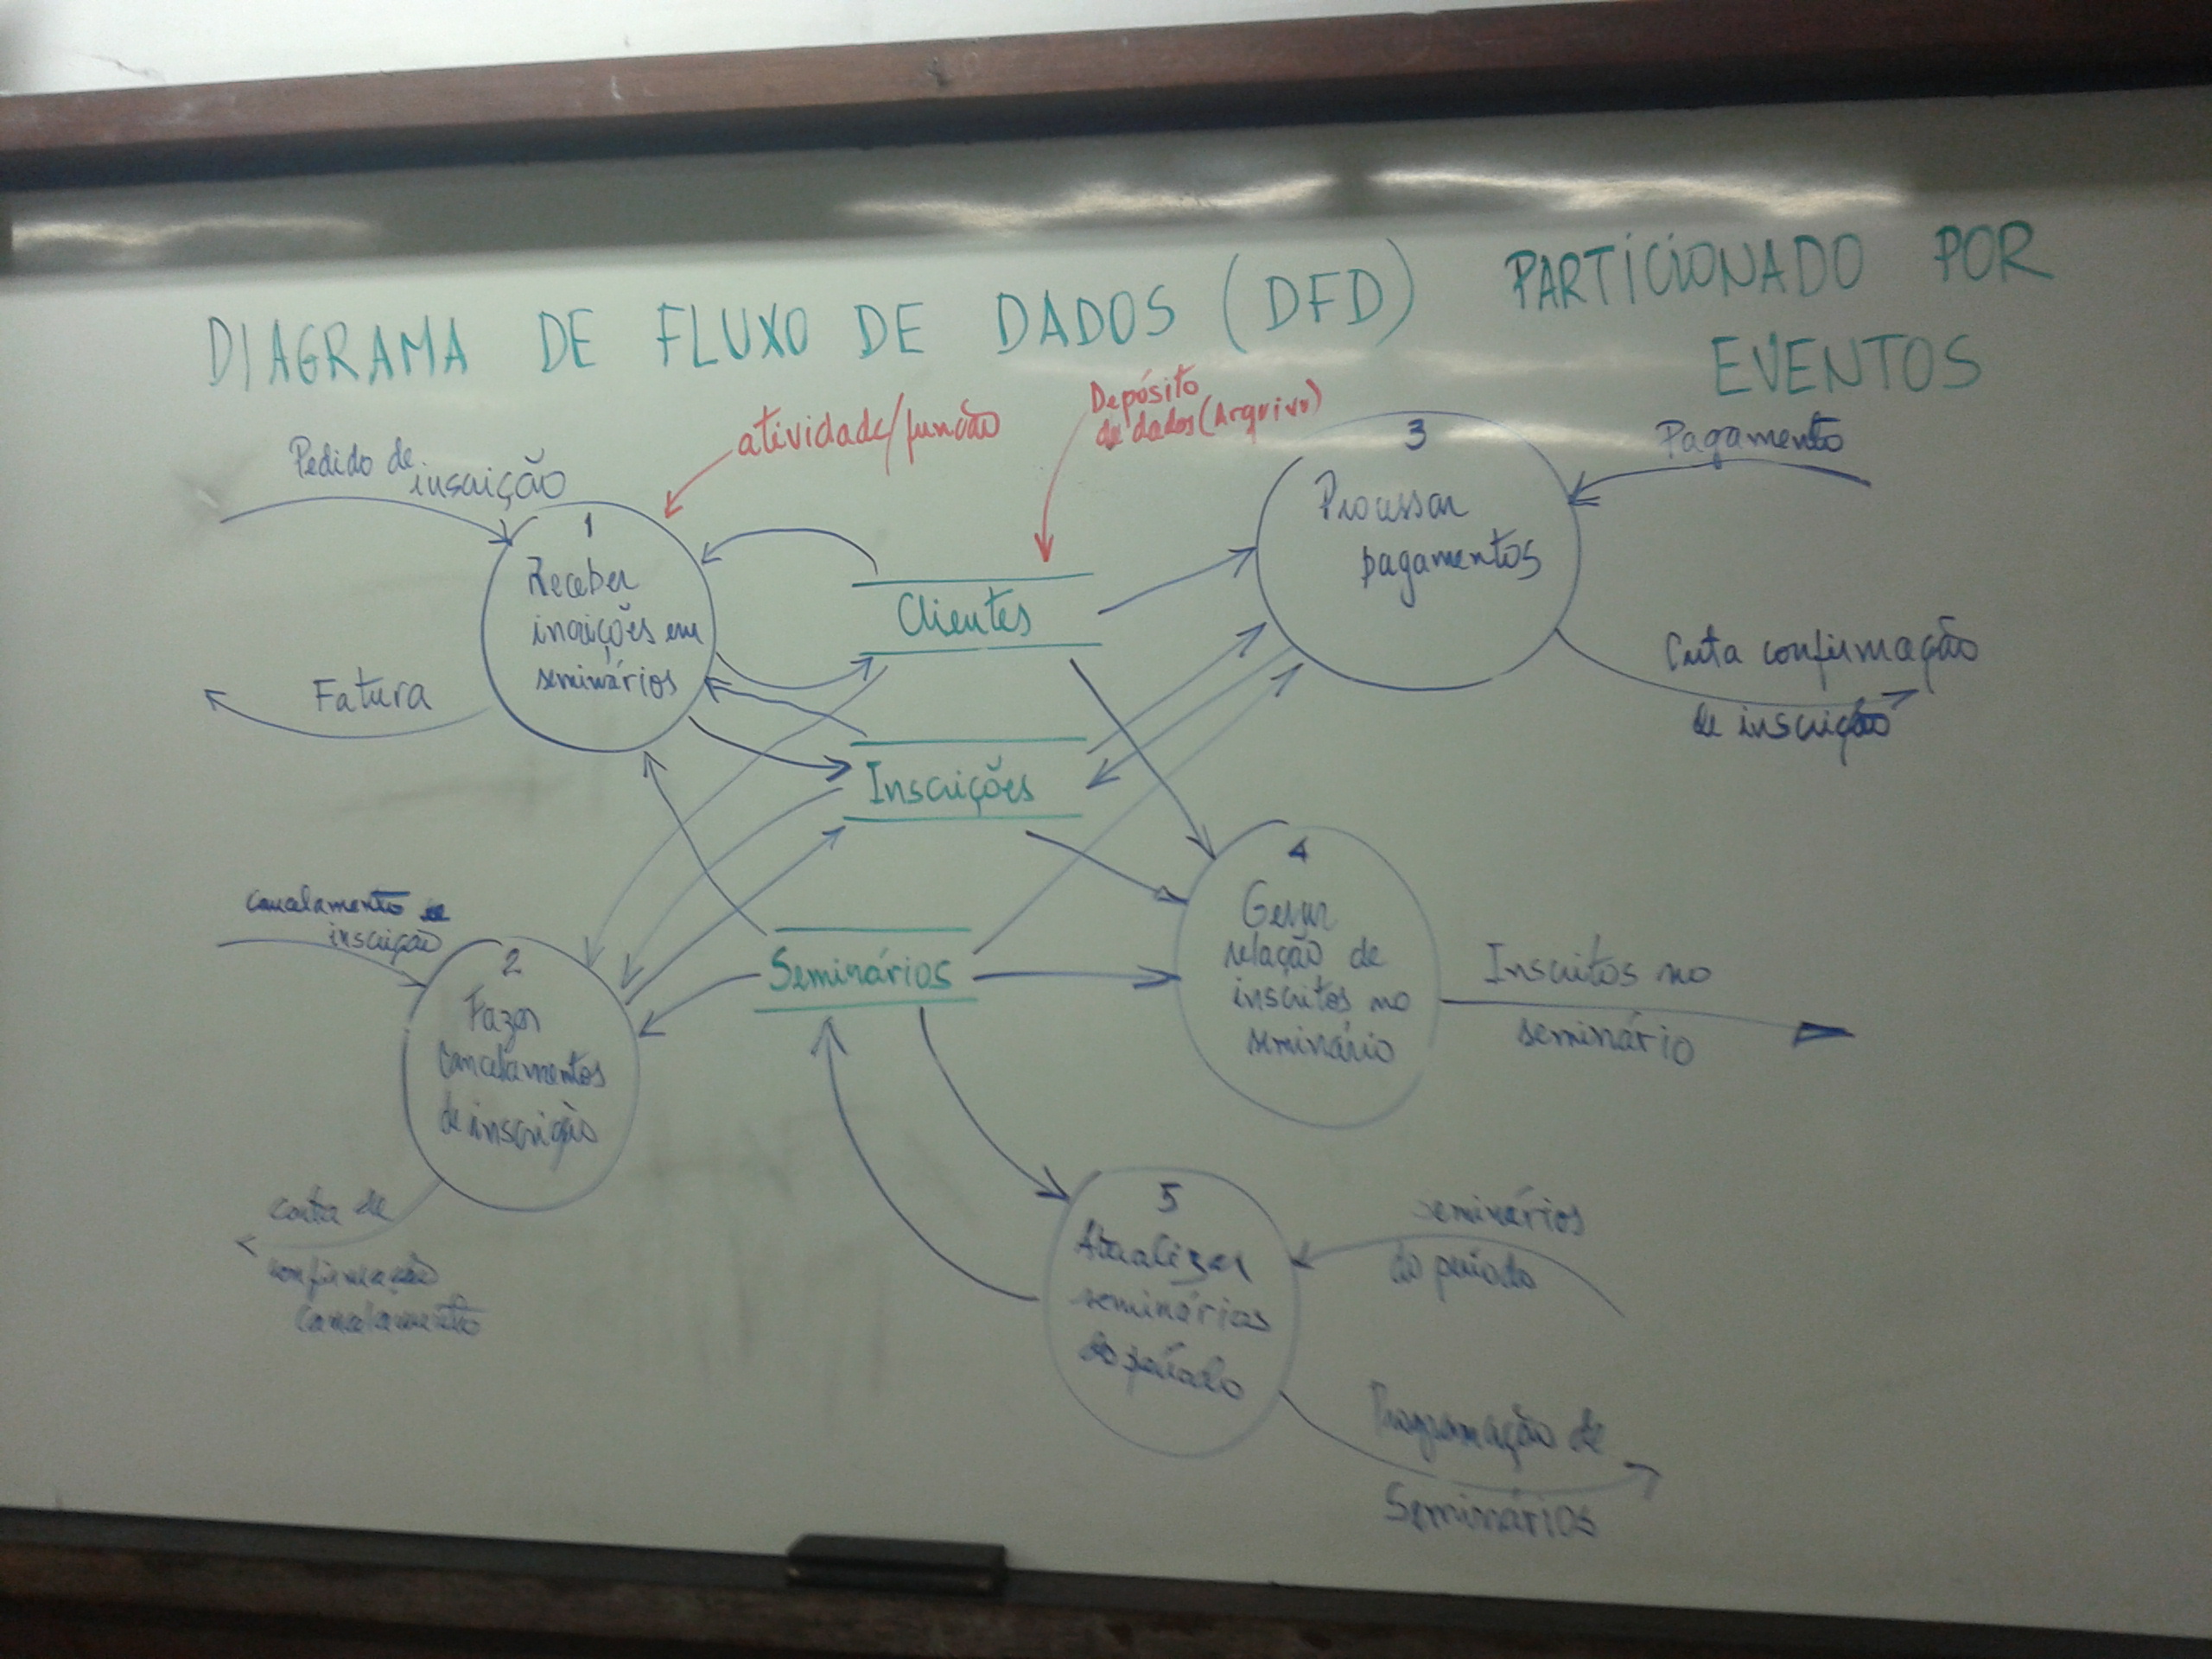 DIAGRAMA DE FLUXO DE DADOS (DFD) PARTICIONADO POR
EVENTOS
atividade/função
Depósito
de dados (Arquivo)
Pedido de
inscrição
1
Receber
inscrições em
seminários
Fatura
Clientes
Inscrições
Seminários
3
Processar
pagamentos
Pagamento
Carta confirmação
de inscrição
Cancelamento de
inscrição
2
Fazer
cancelamentos
de inscrição
Carta de
confirmação
Cancelamento
4
Gerar
relação de
inscritos no
seminário
Inscritos no
seminário
5
Atualizar
seminários
do período
seminários
do período
Programação de
Seminários